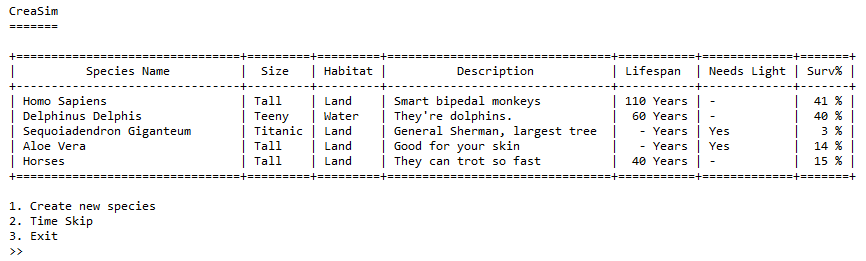 CreaSim
=======
+================================+=========+=========+================================+===========+==============+=======+
|          Species Name          |  Size   | Habitat |          Description           | Lifespan  | Needs Light  | Surv% |
+--------------------------------+---------+---------+--------------------------------+-----------+--------------+-------+
| Homo Sapiens                   | Tall    | Land    | Smart bipedal monkeys          | 110 Years | -            |  41 % |
| Delphinus Delphis              | Teeny   | Water   | They're dolphins.              |  60 Years | -            |  40 % |
| Sequoiadendron Giganteum       | Titanic | Land    | General Sherman, largest tree  |   - Years | Yes          |   3 % |
| Aloe Vera                      | Tall    | Land    | Good for your skin             |   - Years | Yes          |  14 % |
| Horses                         | Tall    | Land    | They can trot so fast          |  40 Years | -            |  15 % |
+================================+=========+=========+================================+===========+==============+=======+
1. Create new species
2. Time Skip
3. Exit
>>